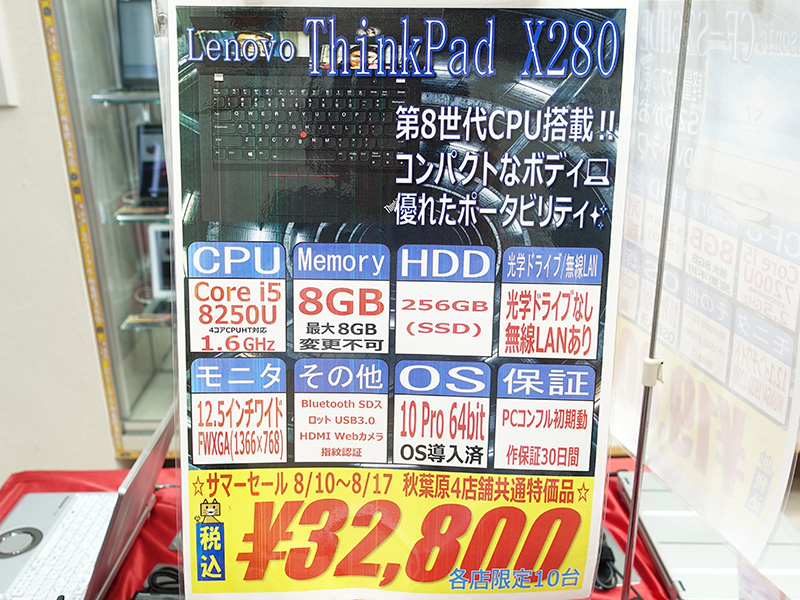 Lenovo ThinkPad X280
第8世代CPU搭載!!
コンパクトなボディ💻
優れたポータビリティ✨
CPU
Core i5
8250U
4コアCPUHT対応
1.6GHz
Memory
8GB
最大8GB
変更不可
HDD
256GB
(SSD)
光学ドライブ/無線LAN
光学ドライブなし
無線LANあり
モニタ
12.5インチワイド
FWXGA(1366×768)
その他
Bluetooth SDス
ロット USB3.0
HDMI Webカメラ
指紋認証
OS
10 Pro 64bit
OS導入済
保証
PCコンフル初期動
作保証30日間
☆サマーセール 8/10～8/17 秋葉原4店舗共通特価品☆
税込
¥32,800
各店限定10台